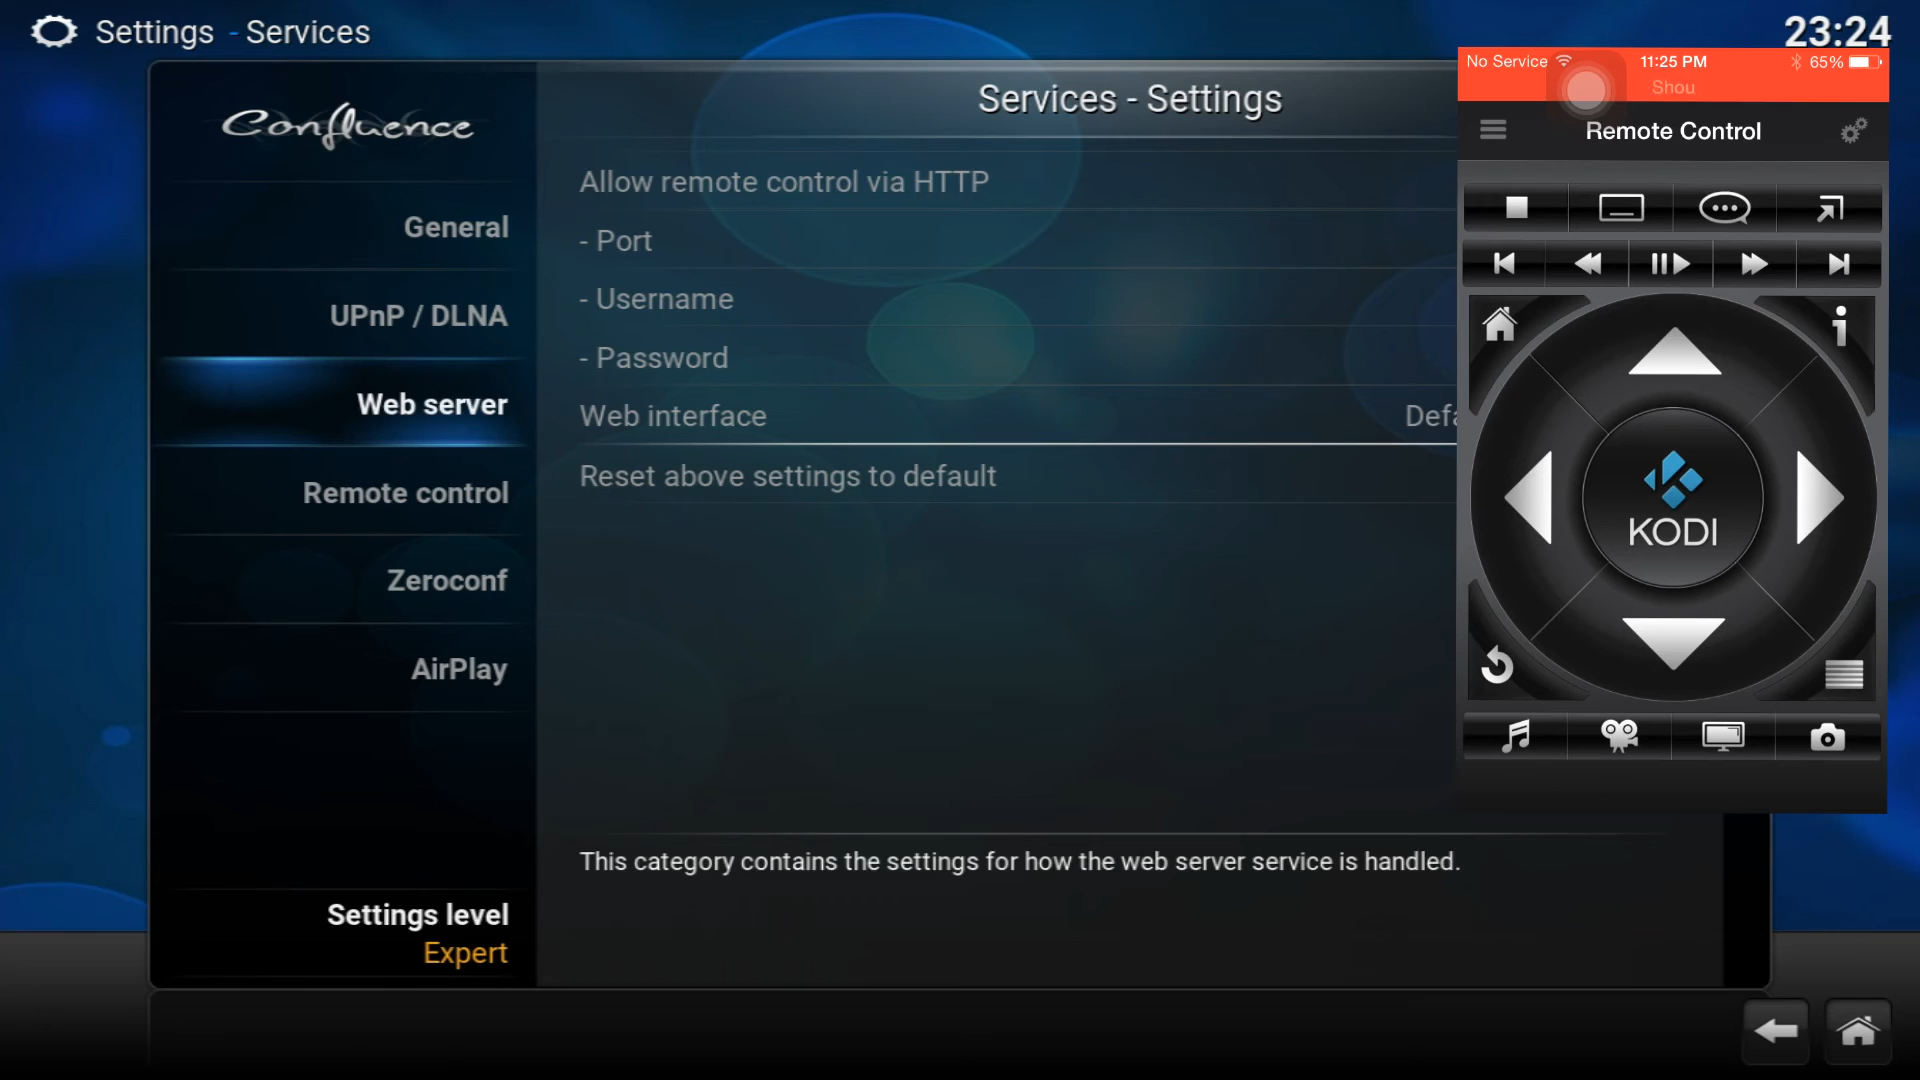 Settings - Services
23:24
Confluence
General
UPnP / DLNA
Web server
Remote control
Zeroconf
AirPlay
Settings level
Expert
Services - Settings
Allow remote control via HTTP
- Port
- Username
- Password
Web interface
Defa
Reset above settings to default
This category contains the settings for how the web server service is handled.
No Service 11:25 PM 65%
Shou
Remote Control
KODI